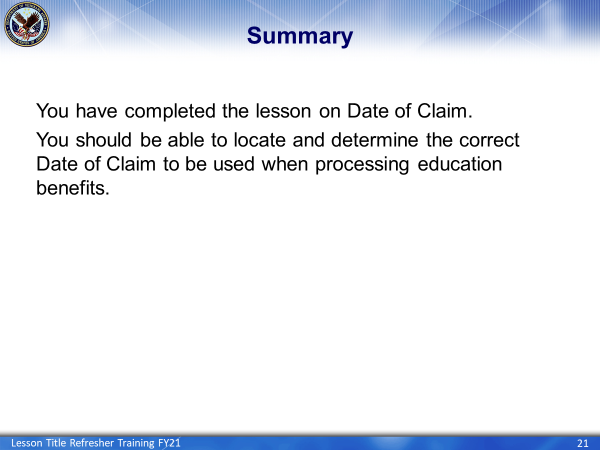 Summary
You have completed the lesson on Date of Claim.
You should be able to locate and determine the correct
Date of Claim to be used when processing education
benefits.
Lesson Title Refresher Training FY21
21